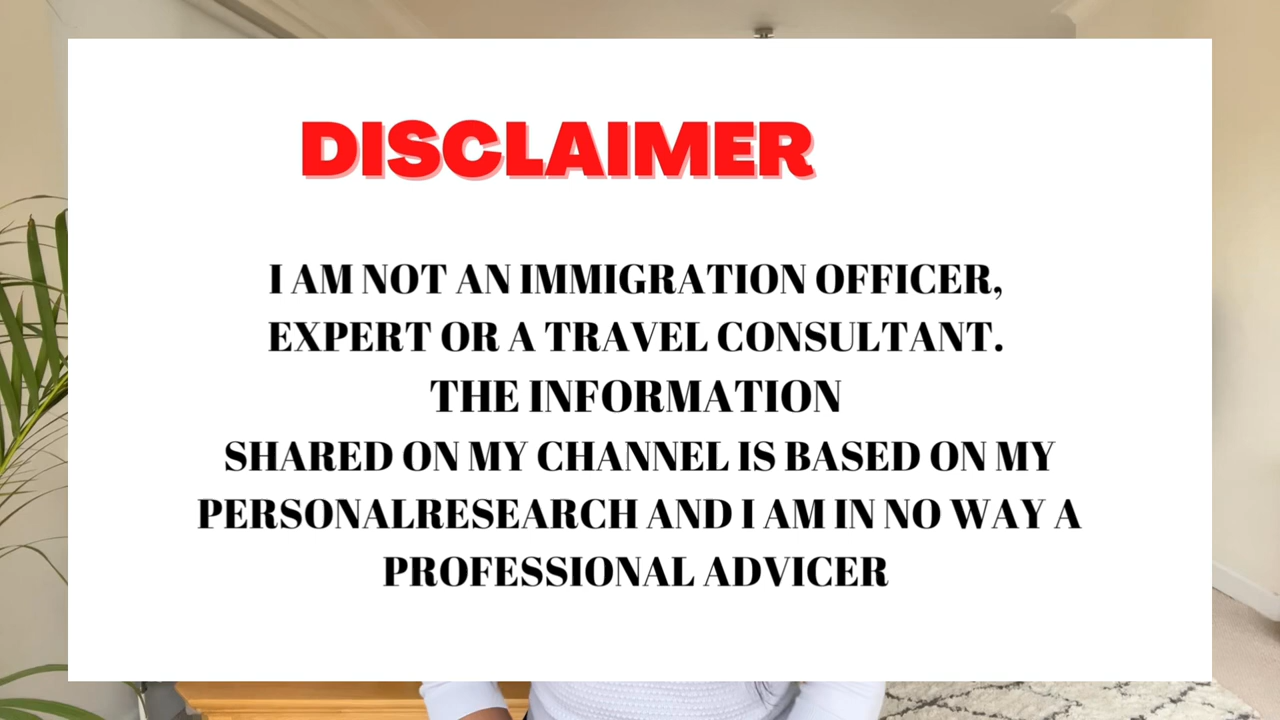 DISCLAIMER
I AM NOT AN IMMIGRATION OFFICER,
EXPERT OR A TRAVEL CONSULTANT.
THE INFORMATION
SHARED ON MY CHANNEL IS BASED ON MY
PERSONALRESEARCH AND I AM IN NO WAY A
PROFESSIONAL ADVICER